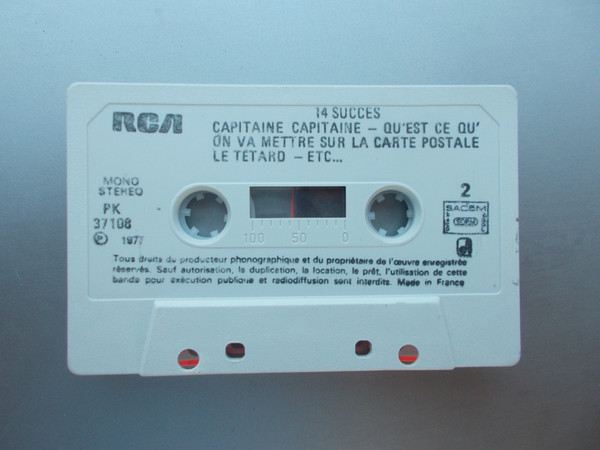 RCA
14 SUCCES
CAPITAINE CAPITAINE – QU'EST CE QU'
ON VA METTRE SUR LA CARTE POSTALE
LE TETARD – ETC...
MONO
STEREO
PK
37108
℗ 1977
2
SACEM
100 50 0
Tous droits du producteur phonographique et du propriétaire de l'œuvre enregistrée
réservés. Sauf autorisation, la duplication, la location, le prêt, l'utilisation de cette
bande pour exécution publique et radiodiffusion sont interdits. Made in France